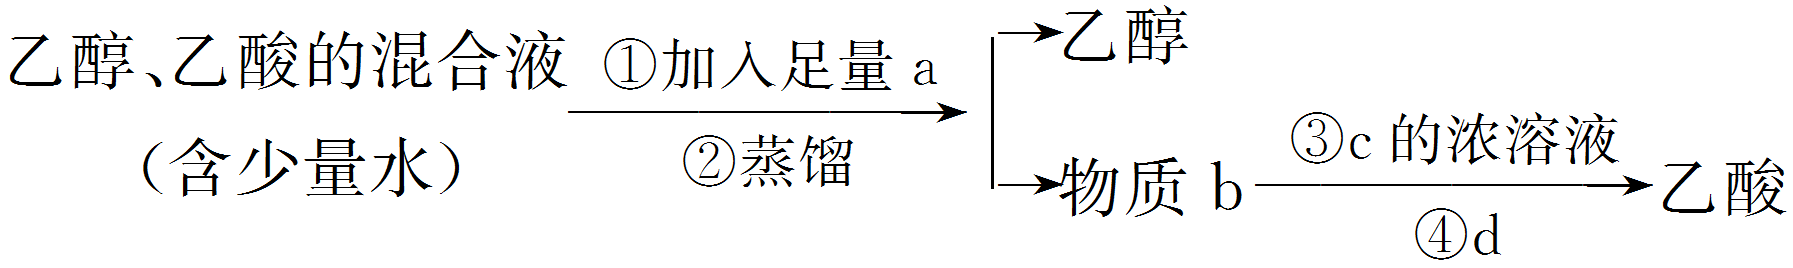 乙醇、乙酸的混合液
（含少量水）
①加入足量 a
②蒸馏
乙醇
物质 b
③c 的浓溶液
④d
乙酸